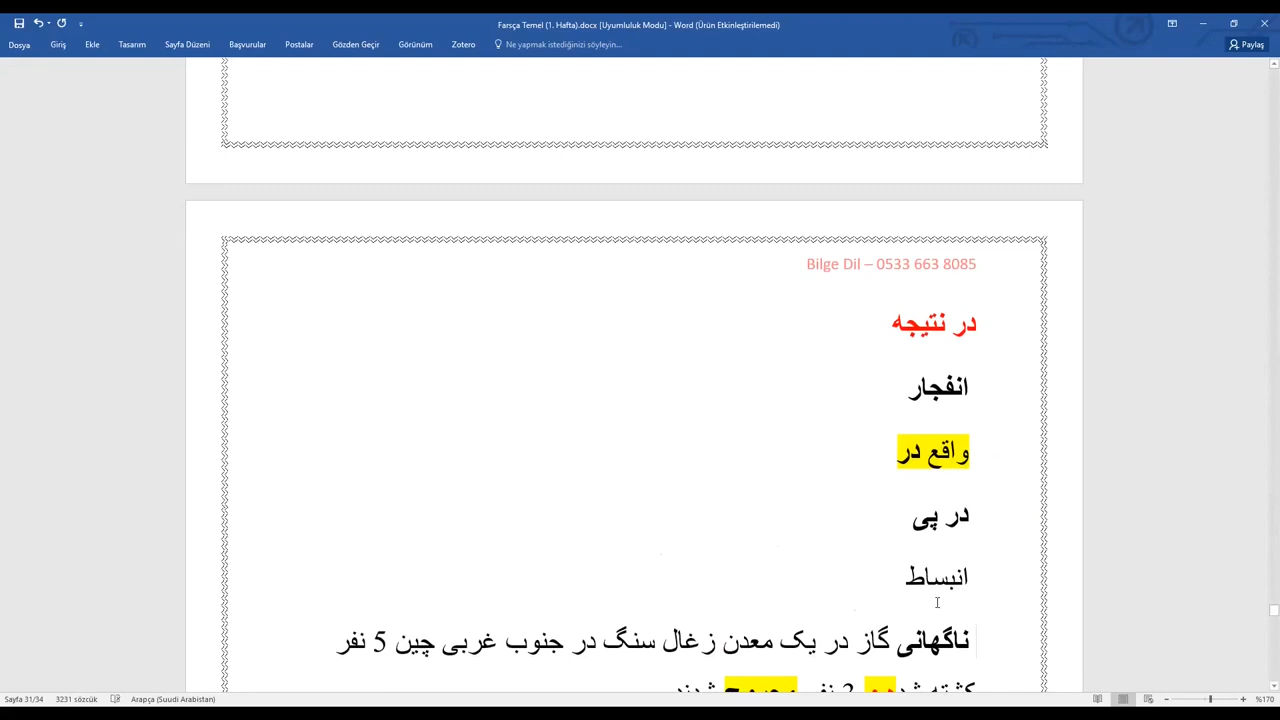 Farsça Temel (1. Hafta).docx [Uyumluluk Modu] - Word (Ürün Etkinleştirilemedi)
Dosya Giriş Ekle Tasarım Sayfa Düzeni Başvurular Postalar Gözden Geçir Görünüm Zotero Ne yapmak istediğinizi söyleyin... Paylaş
Bilge Dil – 0533 663 8085
در نتیجه
انفجار
واقع در
در پی
انبساط
ناگهانی گاز در یک معدن زغال سنگ در جنوب غربی چین 5 نفر
2 نفر
Sayfa 31/34 3231 sözcük Arapça (Suudi Arabistan) %170